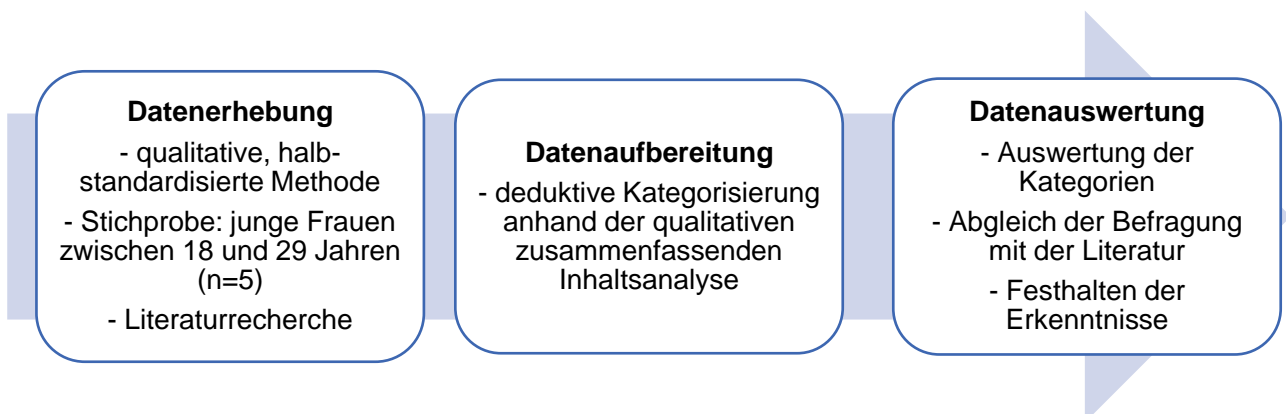 Datenerhebung
- qualitative, halb-
standardisierte Methode
- Stichprobe: junge Frauen
zwischen 18 und 29 Jahren
(n=5)
- Literaturrecherche
Datenaufbereitung
- deduktive Kategorisierung
anhand der qualitativen
zusammenfassenden
Inhaltsanalyse
Datenauswertung
- Auswertung der
Kategorien
- Abgleich der Befragung
mit der Literatur
- Festhalten der
Erkenntnisse